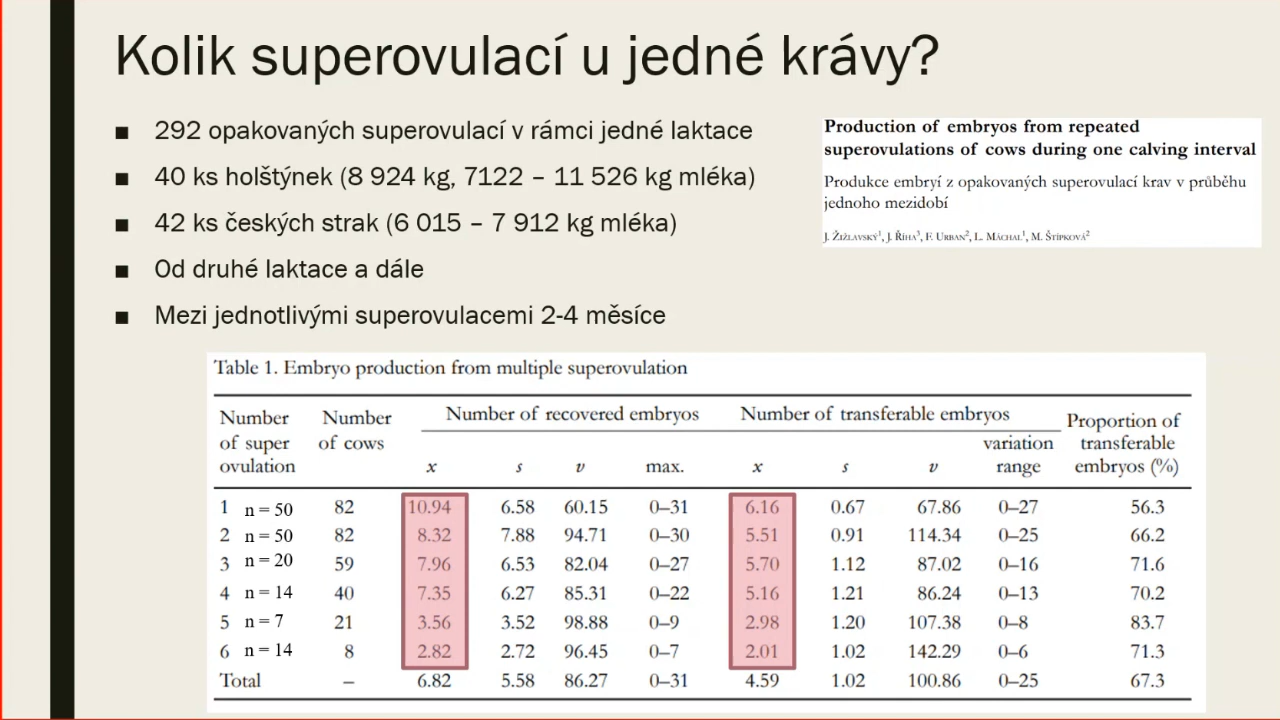 Kolik superovulací u jedné krávy?
■ 292 opakovaných superovulací v rámci jedné laktace
■ 40 ks holštýnek (8 924 kg, 7122 – 11 526 kg mléka)
■ 42 ks českých strak (6 015 – 7 912 kg mléka)
■ Od druhé laktace a dále
■ Mezi jednotlivými superovulacemi 2-4 měsíce
Production of embryos from repeated
superovulations of cows during one calving interval
Produkce embryí z opakovaných superovulací krav v průběhu
jednoho mezidobí
J. Žižlavský¹, J. Říha³, F. Urban², L. Máchal¹, M. Štípková²
Table 1. Embryo production from multiple superovulation
Number of super ovulation | Number of cows | Number of recovered embryos | Number of transferable embryos | Proportion of transferable embryos (%)
x s v max. x s v variation range
1 n = 50 82 10.94 6.58 60.15 0–31 6.16 0.67 67.86 0–27 56.3
2 n = 50 82 8.32 7.88 94.71 0–30 5.51 0.91 114.34 0–25 66.2
3 n = 20 59 7.96 6.53 82.04 0–27 5.70 1.12 87.02 0–16 71.6
4 n = 14 40 7.35 6.27 85.31 0–22 5.16 1.21 86.24 0–13 70.2
5 n = 7 21 3.56 3.52 98.88 0–9 2.98 1.20 107.38 0–8 83.7
6 n = 14 8 2.82 2.72 96.45 0–7 2.01 1.02 142.29 0–6 71.3
Total – 6.82 5.58 86.27 0–31 4.59 1.02 100.86 0–25 67.3